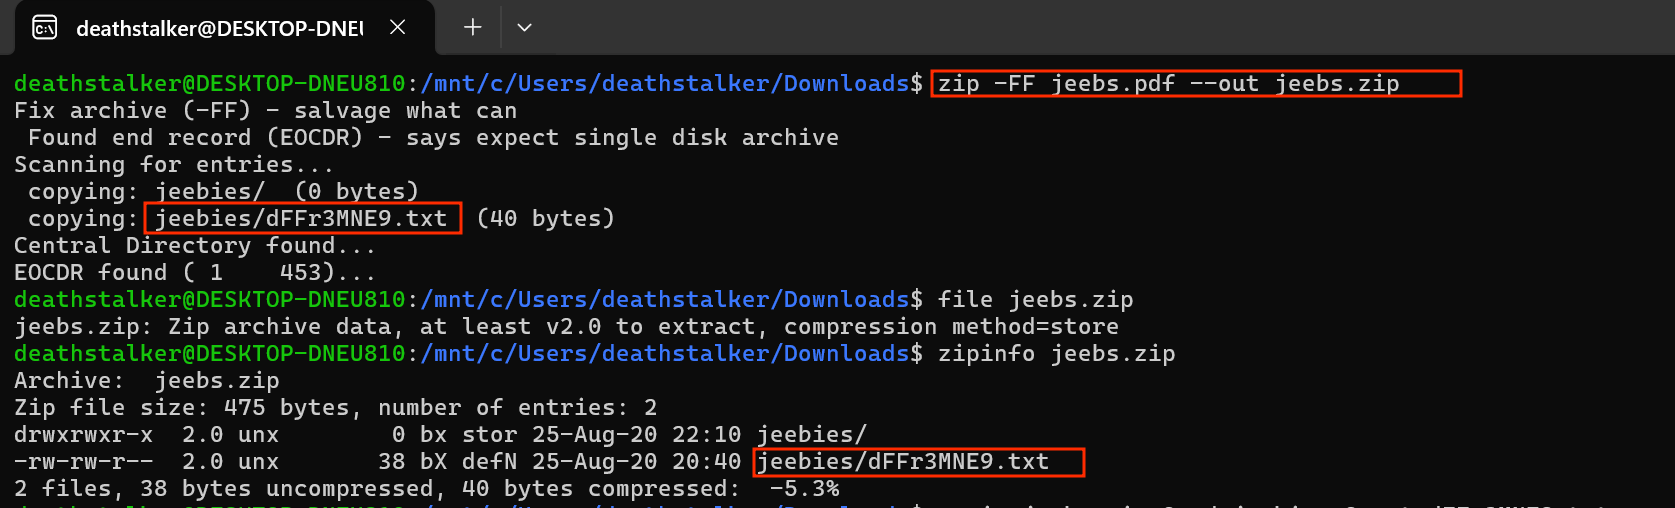 deathstalker@DESKTOP-DNEU
deathstalker@DESKTOP-DNEU810:/mnt/c/Users/deathstalker/Downloads$ zip -FF jeebs.pdf --out jeebs.zip
Fix archive (-FF) - salvage what can
 Found end record (EOCDR) - says expect single disk archive
Scanning for entries...
 copying: jeebies/  (0 bytes)
 copying: jeebies/dFFr3MNE9.txt  (40 bytes)
Central Directory found...
EOCDR found ( 1    453)...
deathstalker@DESKTOP-DNEU810:/mnt/c/Users/deathstalker/Downloads$ file jeebs.zip
jeebs.zip: Zip archive data, at least v2.0 to extract, compression method=store
deathstalker@DESKTOP-DNEU810:/mnt/c/Users/deathstalker/Downloads$ zipinfo jeebs.zip
Archive:  jeebs.zip
Zip file size: 475 bytes, number of entries: 2
drwxrwxr-x  2.0 unx        0 bx stor 25-Aug-20 22:10 jeebies/
-rw-rw-r--  2.0 unx       38 bX defN 25-Aug-20 20:40 jeebies/dFFr3MNE9.txt
2 files, 38 bytes uncompressed, 40 bytes compressed:  -5.3%